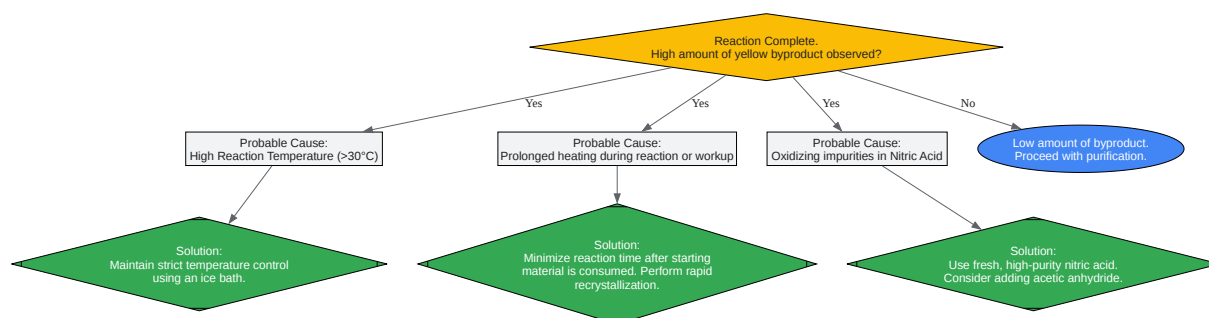 Reaction Complete.
High amount of yellow byproduct observed?
Yes
Yes
Yes
No
Probable Cause:
High Reaction Temperature (>30°C)
Probable Cause:
Prolonged heating during reaction or workup
Probable Cause:
Oxidizing impurities in Nitric Acid
Low amount of byproduct.
Proceed with purification.
Solution:
Maintain strict temperature control
using an ice bath.
Solution:
Minimize reaction time after starting
material is consumed. Perform rapid
recrystallization.
Solution:
Use fresh, high-purity nitric acid.
Consider adding acetic anhydride.